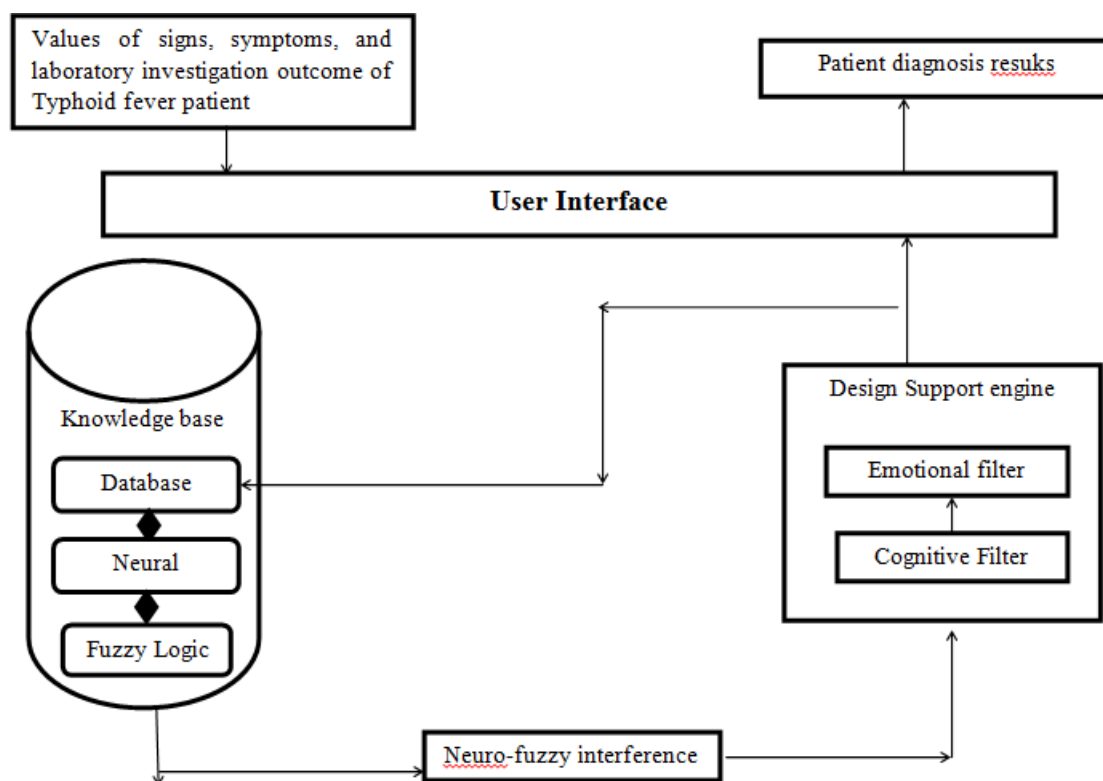 Values of signs, symptoms, and
laboratory investigation outcome of
Typhoid fever patient
Patient diagnosis resuks
User Interface
Knowledge base
Database
Neural
Fuzzy Logic
Design Support engine
Emotional filter
Cognitive Filter
Neuro-fuzzy interference